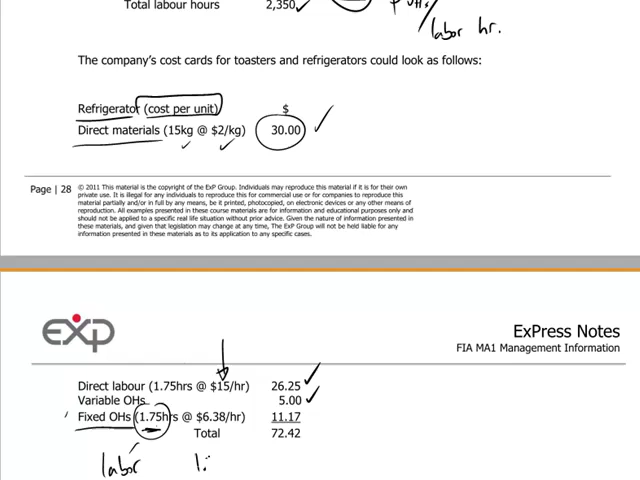 Total labour hours 2,350
labor hr.
The company's cost cards for toasters and refrigerators could look as follows:
Refrigerator (cost per unit) $
Direct materials (15kg @ $2/kg) 30.00
Page | 28 © 2011 This material is the copyright of the ExP Group. Individuals may reproduce this material if it is for their own
private use. It is illegal for any individuals to reproduce this for commercial use or for companies to reproduce this
material partially and/or in full by any means, be it printed, photocopied, on electronic devices or any other means of
reproduction. All examples presented in these course materials are for information and educational purposes only and
should not be applied to a specific real life situation without prior advice. Given the nature of information presented in
these materials, and given that legislation may change at any time, The ExP Group will not be held liable for any
information presented in these materials as to its application to any specific cases.
exp
ExPress Notes
FIA MA1 Management Information
Direct labour (1.75hrs @ $15/hr) 26.25
Variable OHs 5.00
Fixed OHs (1.75hrs @ $6.38/hr) 11.17
Total 72.42
labor